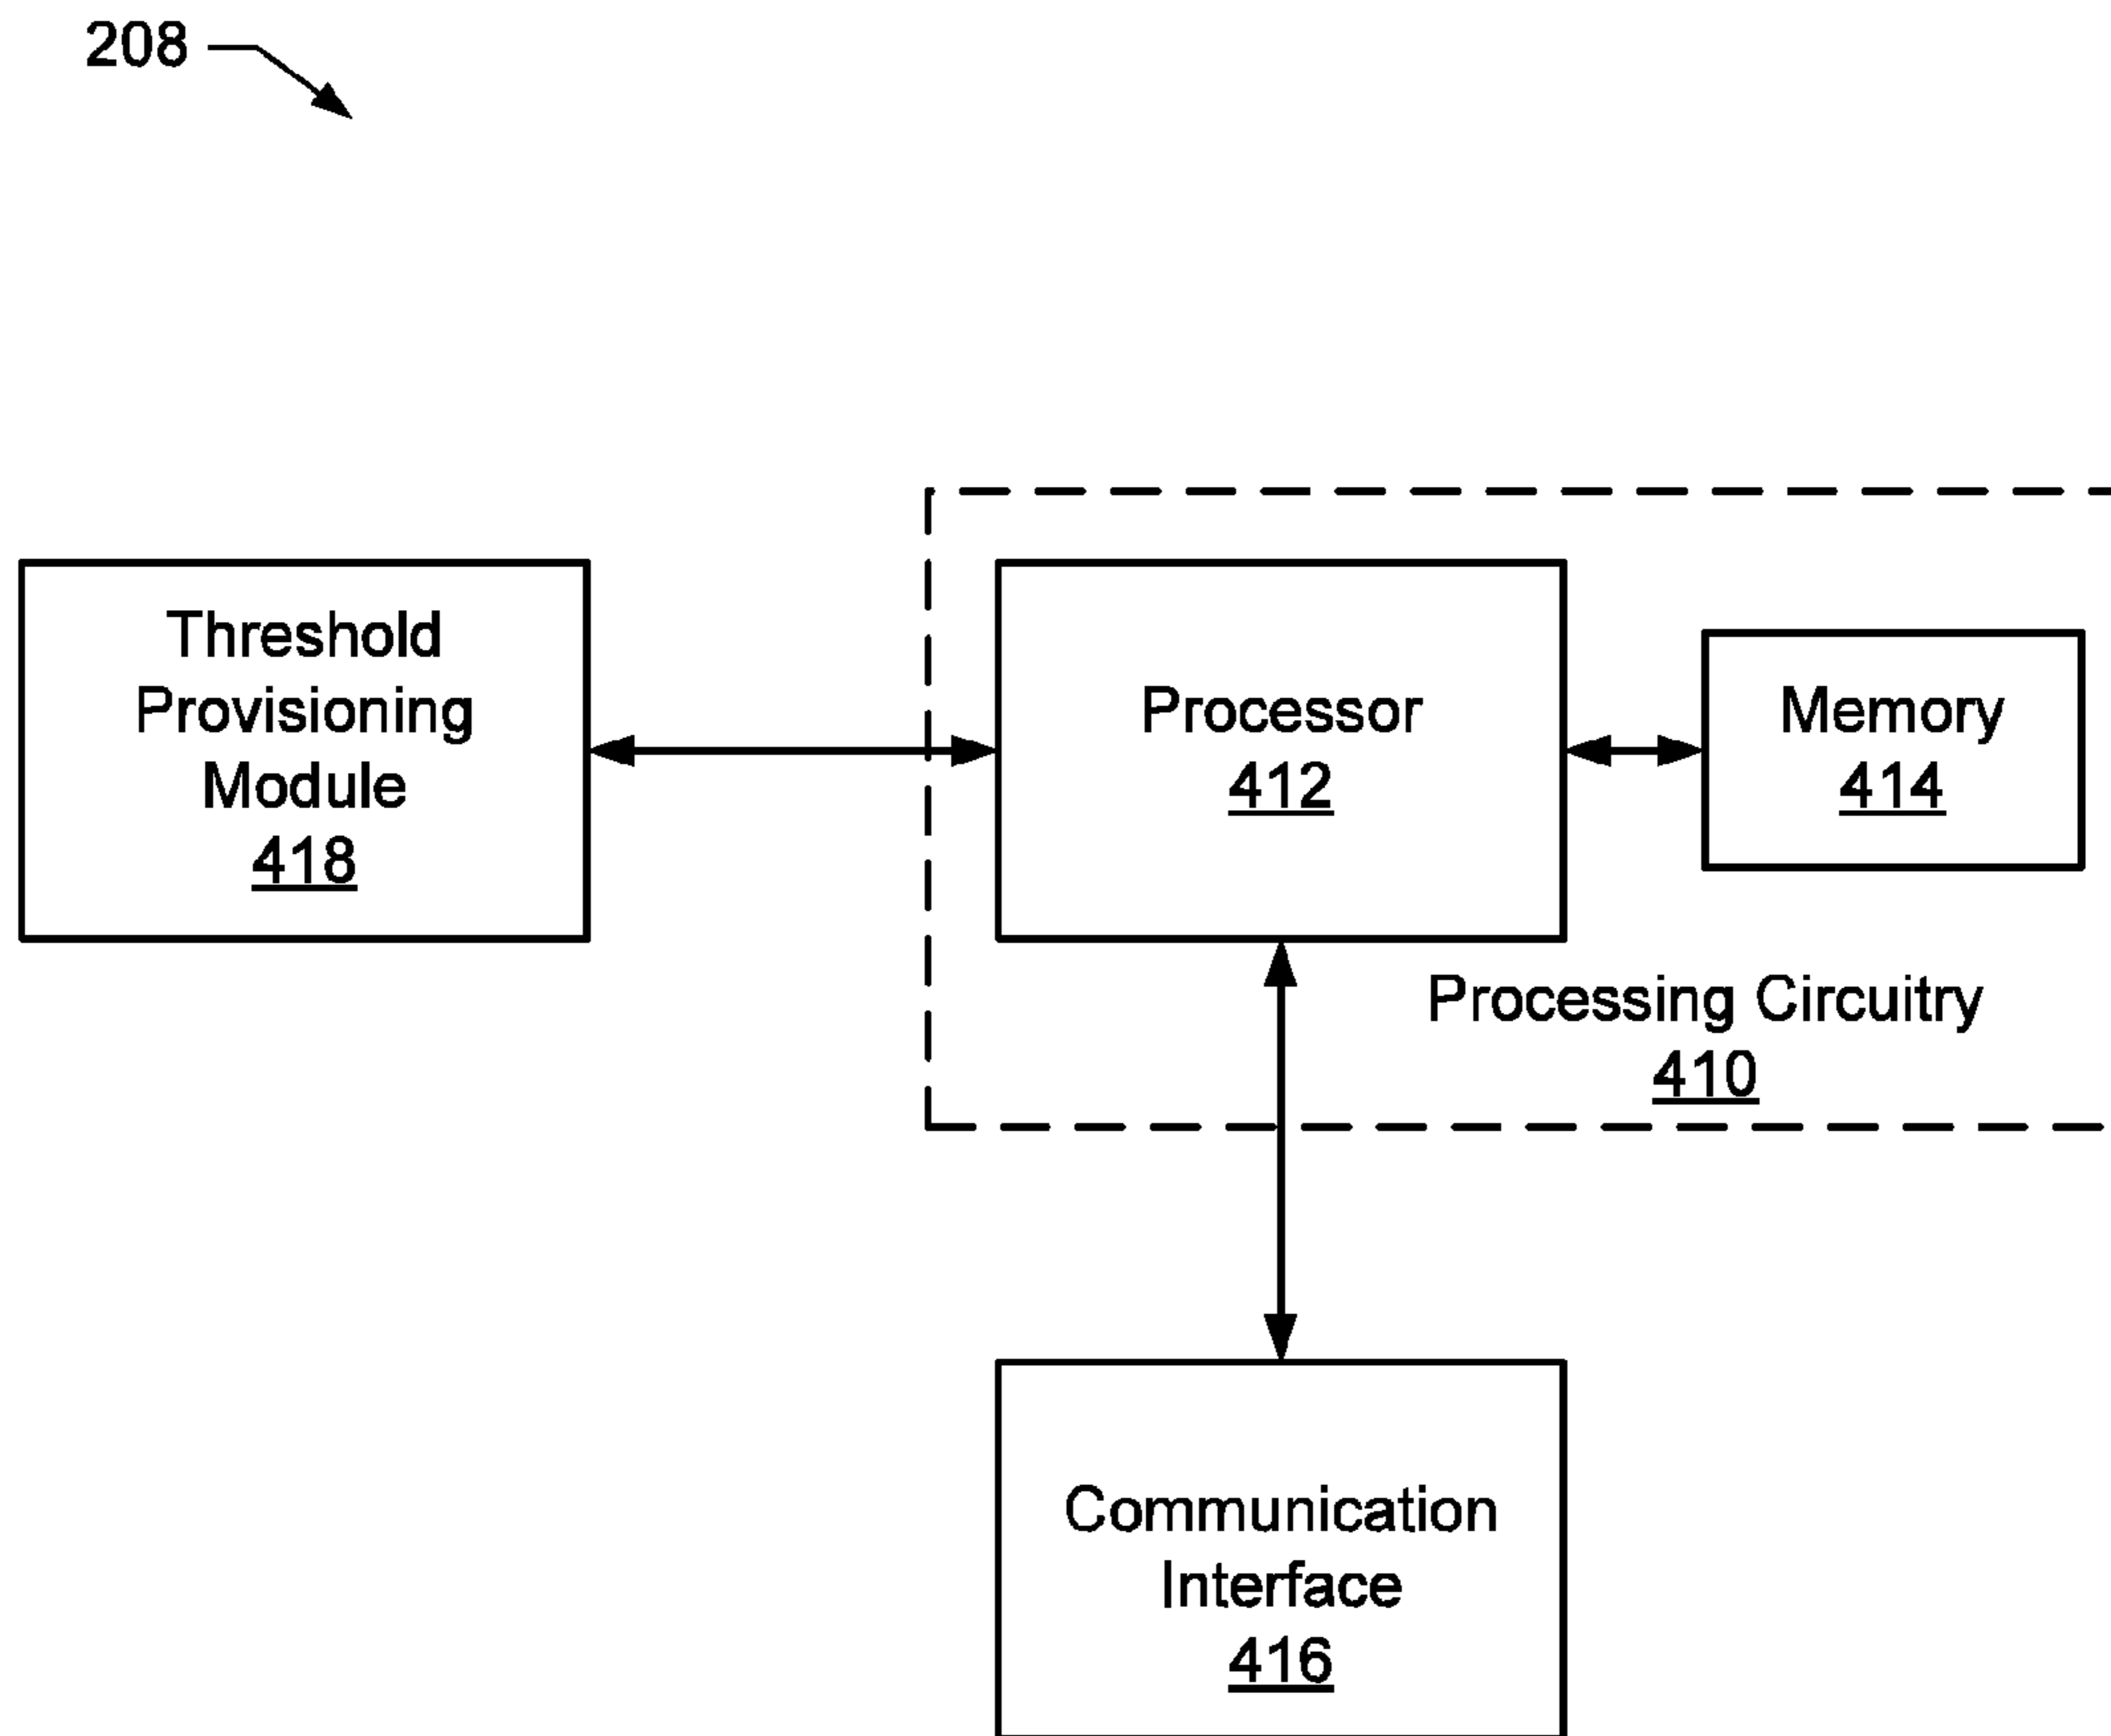 208
Threshold
Provisioning
Module
418
Processor
412
Memory
414
Processing Circuitry
410
Communication
Interface
416